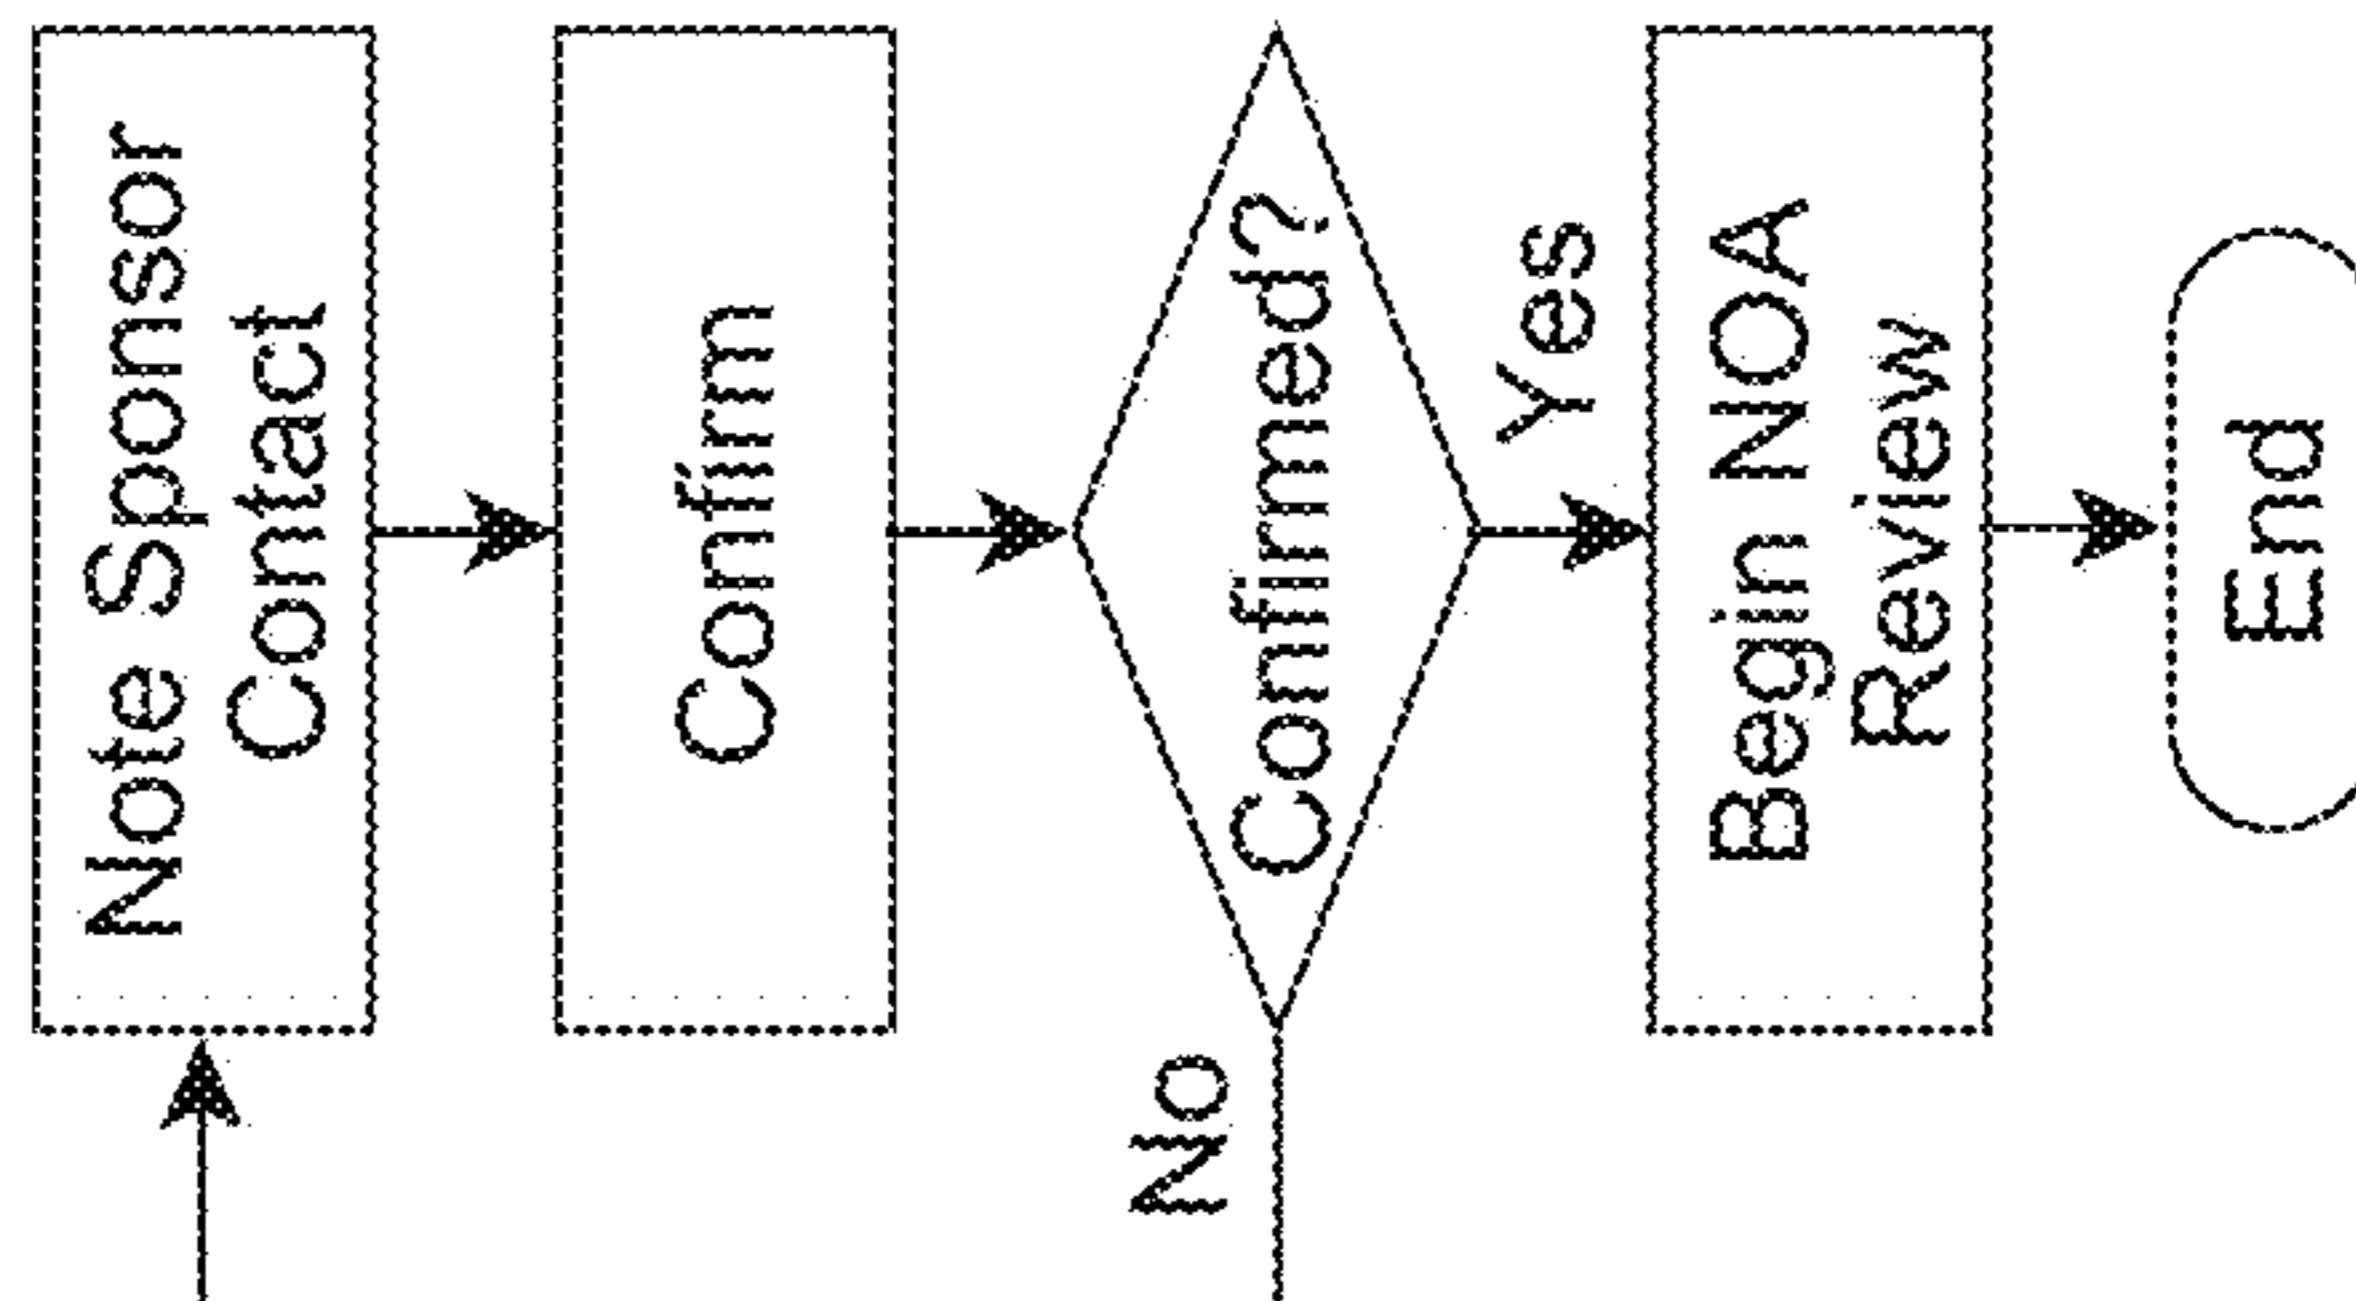 Note Sponsor
Contact
Confirm
Confirmed?
No
Yes
Begin NOA
Review
End